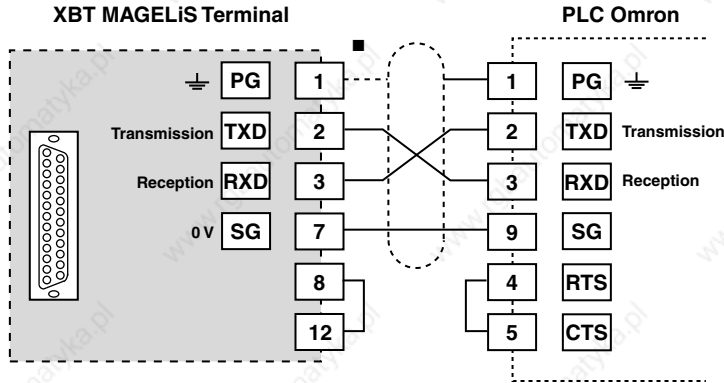 XBT MAGELiS Terminal
PLC Omron
PG 1 1 PG
Transmission TXD 2 2 TXD Transmission
Reception RXD 3 3 RXD Reception
0 V SG 7 9 SG
8 4 RTS
12 5 CTS